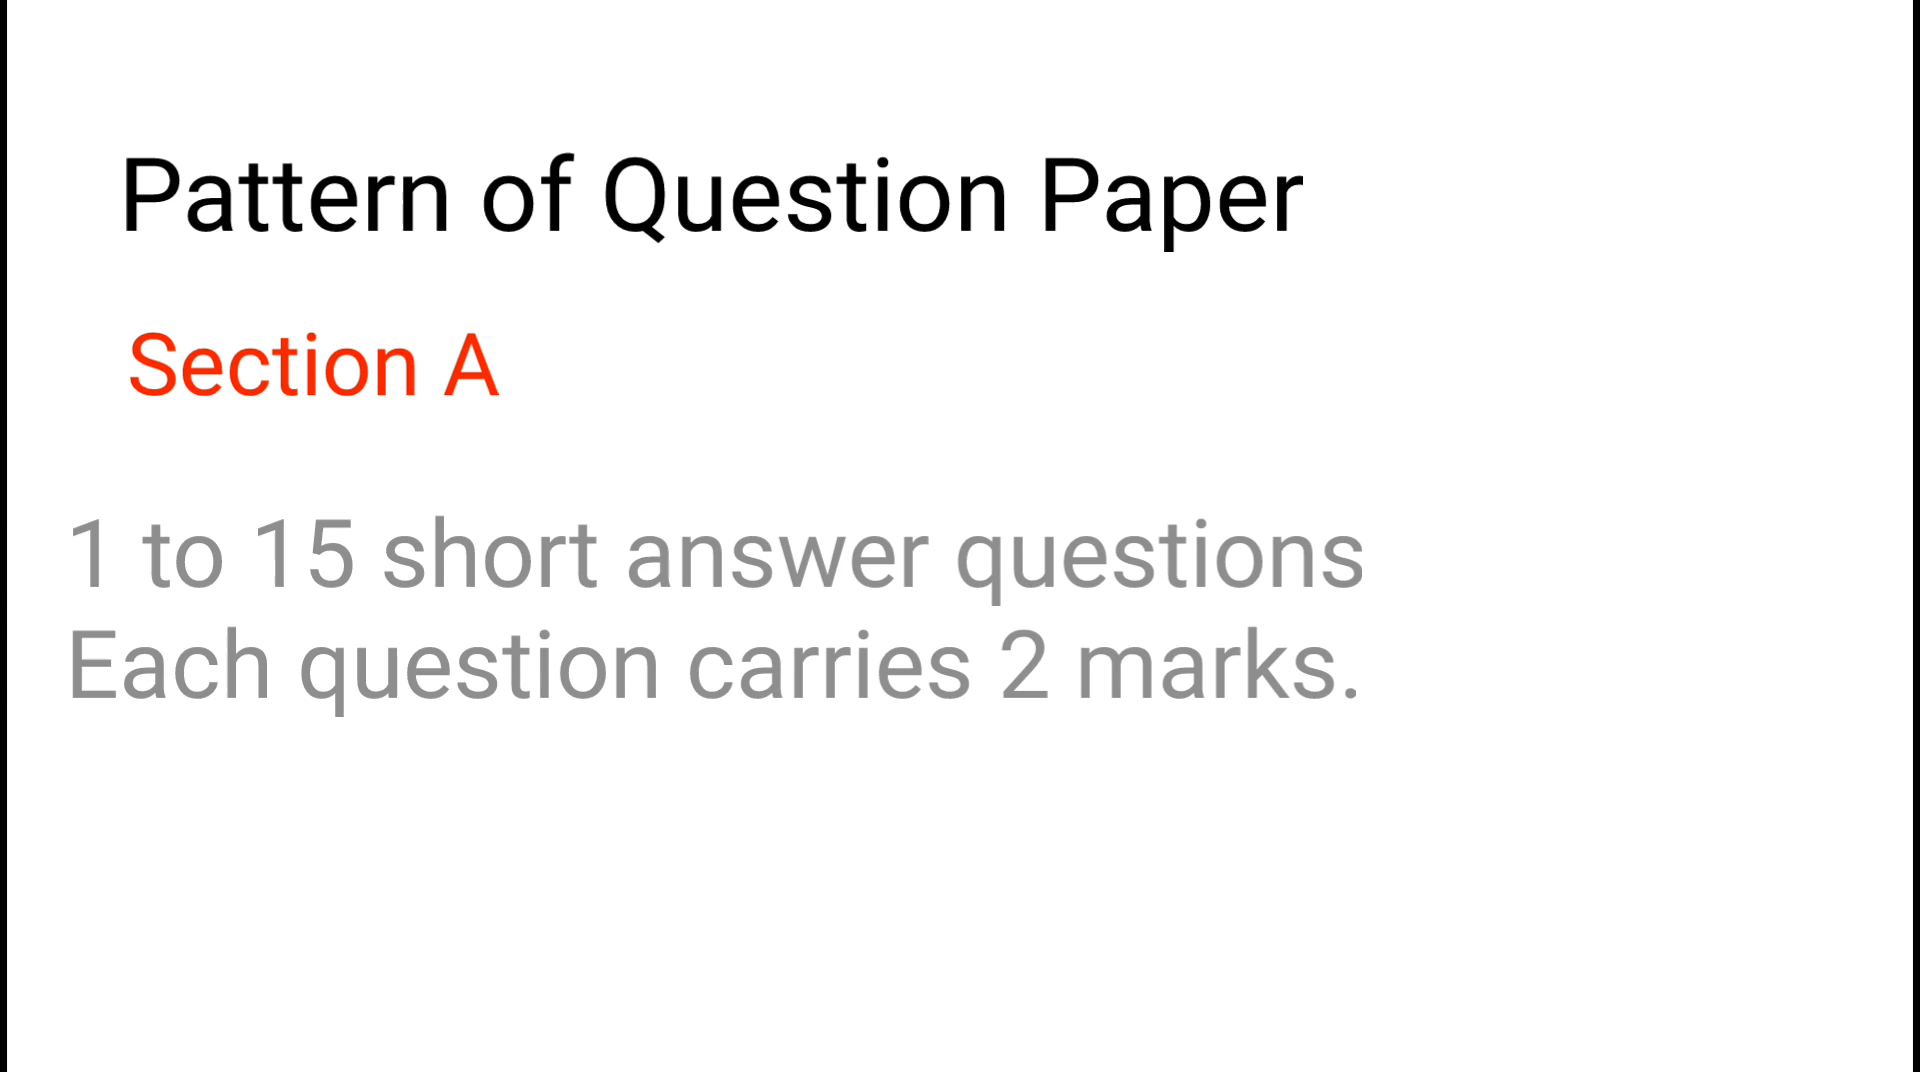 Pattern of Question Paper
Section A
1 to 15 short answer questions
Each question carries 2 marks.